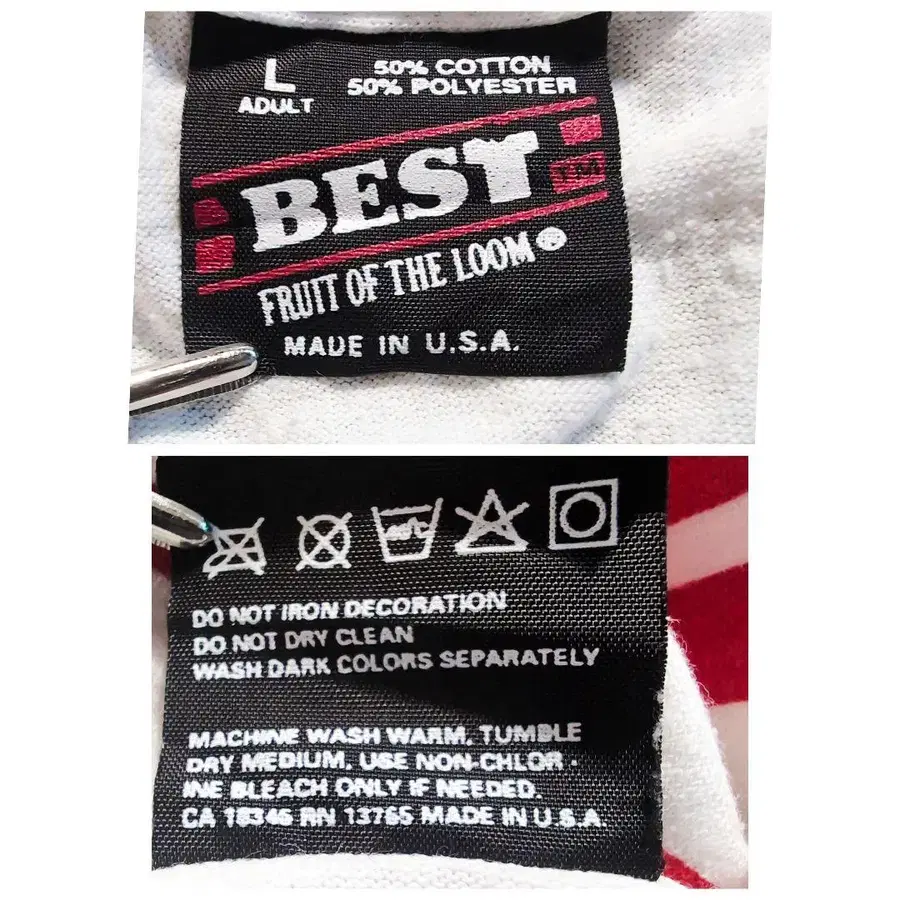 L
ADULT
50% COTTON
50% POLYESTER
BEST
FRUIT OF THE LOOM®
MADE IN U.S.A.
40°C
DO NOT IRON DECORATION
DO NOT DRY CLEAN
WASH DARK COLORS SEPARATELY
MACHINE WASH WARM, TUMBLE
DRY MEDIUM, USE NON-CHLOR-
INE BLEACH ONLY IF NEEDED.
CA 18346 RN 13765 MADE IN U.S.A.